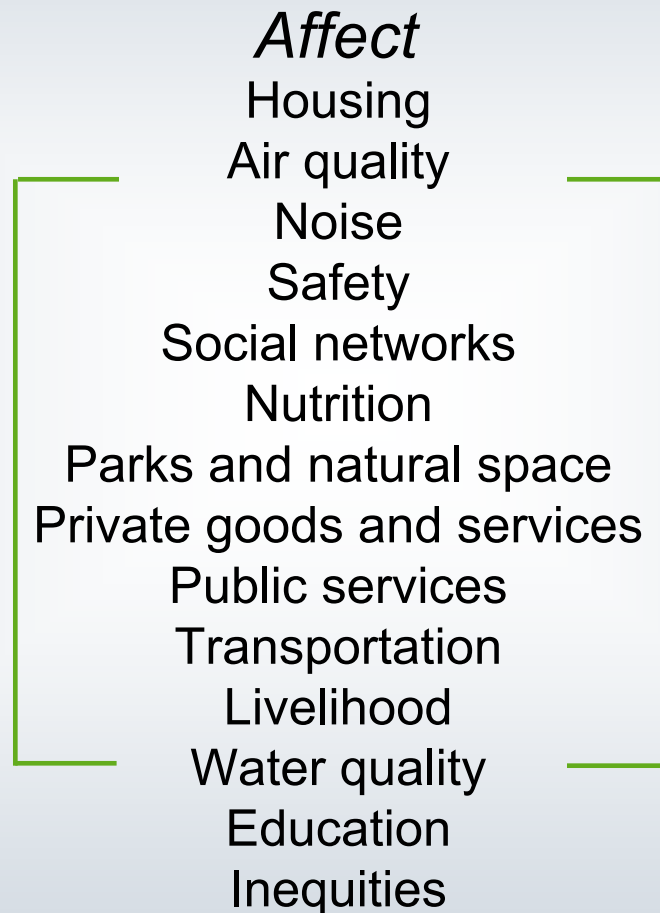 Affect
Housing
Air quality
Noise
Safety
Social networks
Nutrition
Parks and natural space
Private goods and services
Public services
Transportation
Livelihood
Water quality
Education
Inequities